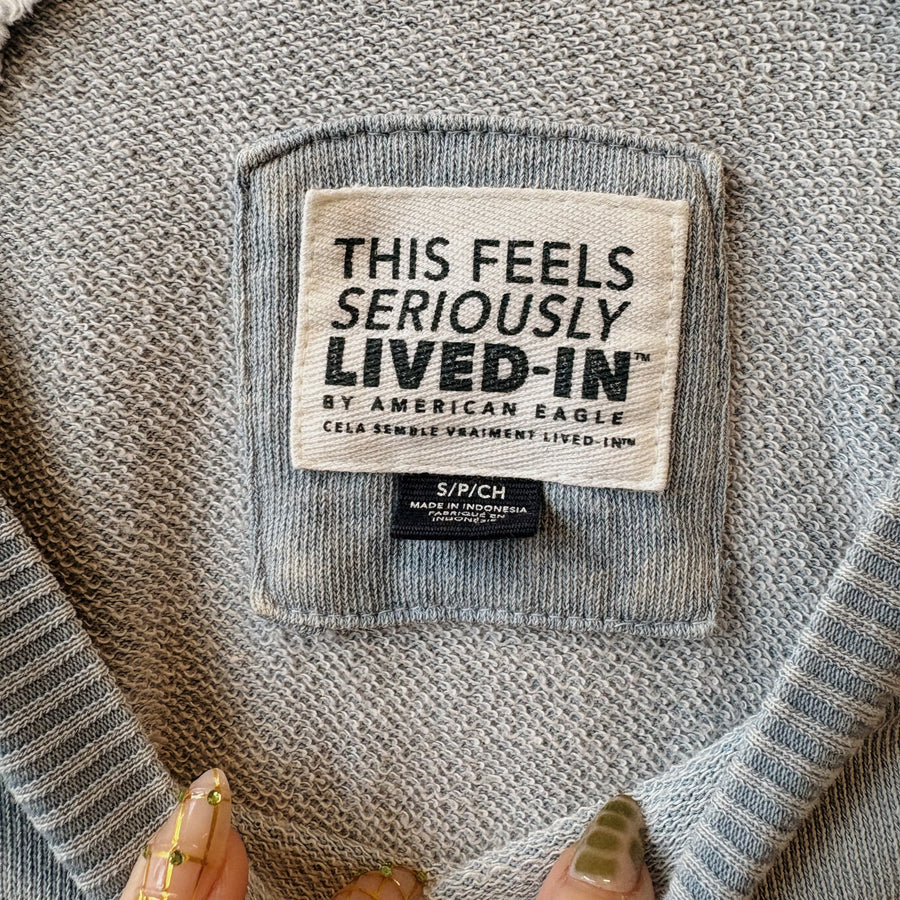 THIS FEELS
SERIOUSLY
LIVED-IN™
BY AMERICAN EAGLE
CELA SEMBLE VRAIMENT LIVED-IN™
S/P/CH
MADE IN INDONESIA
FABRIQUÉ EN
INDONÉSIE